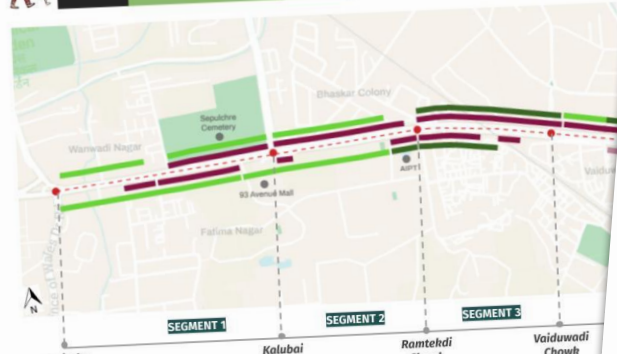 Bhaskar Colony
Sepulchre
Cemetery
Wanwadi Nagar
AIPT
93 Avenue Mall
Fatima Nagar
N
SEGMENT 1
SEGMENT 2
SEGMENT 3
Kalubai
Ramtekdi
Vaiduwadi
Chowk